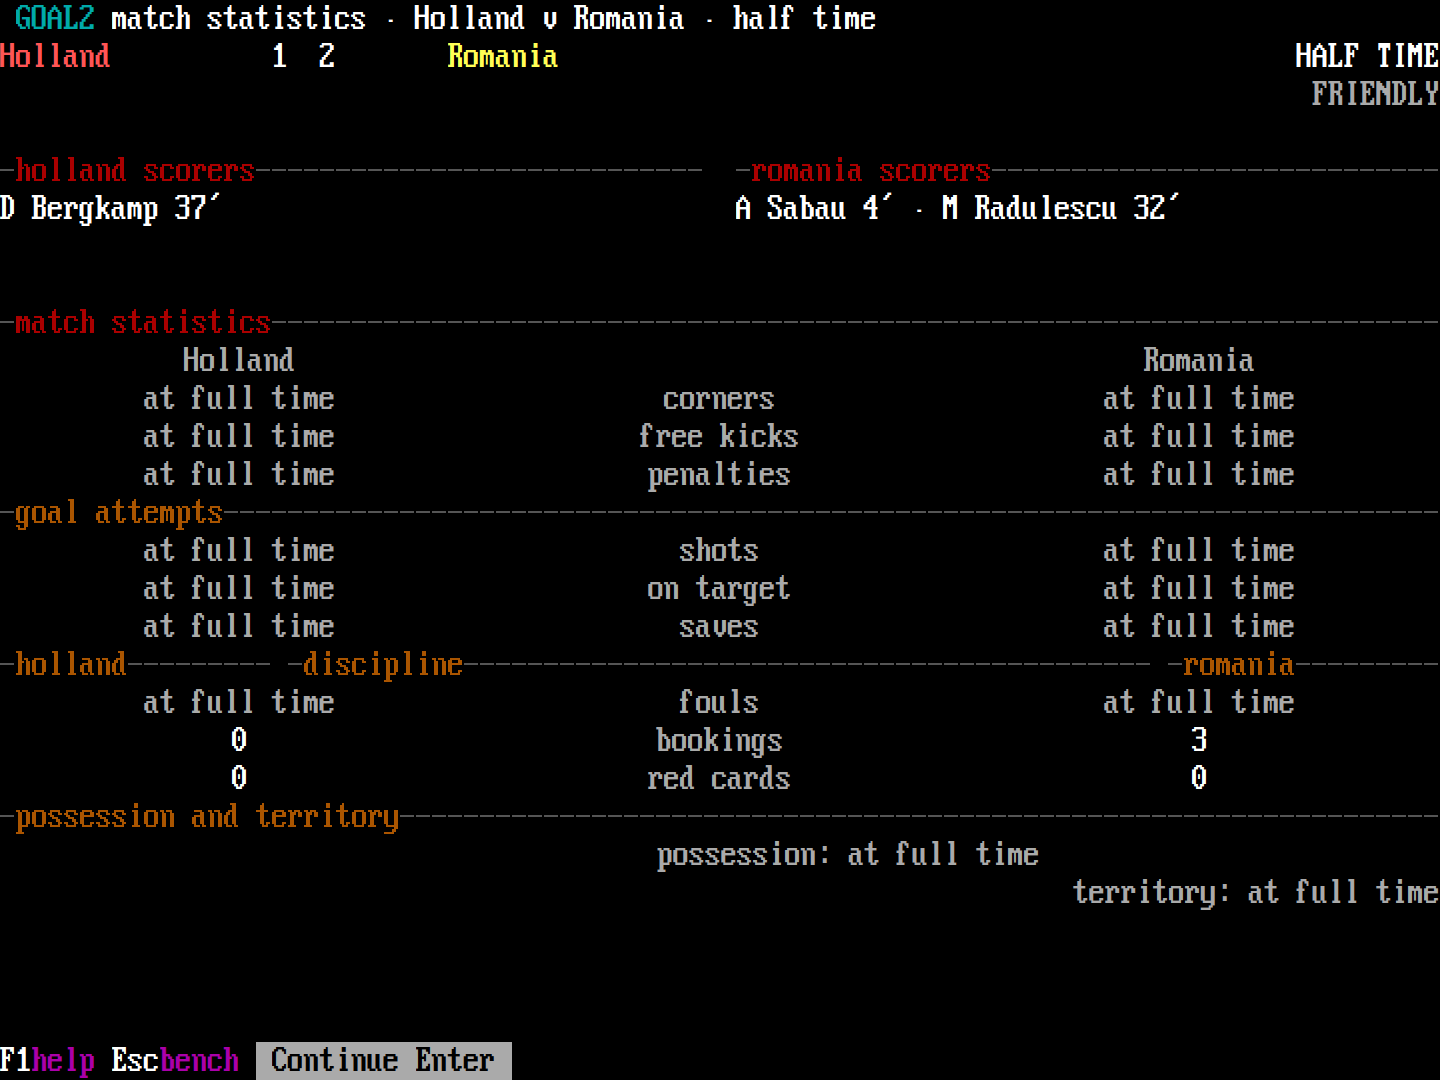 GOAL2 match statistics · Holland v Romania · half time
Holland 1 2 Romania HALF TIME
FRIENDLY
holland scorers romania scorers
D Bergkamp 37´ A Sabau 4´ · M Radulescu 32´
match statistics
Holland Romania
at full time corners at full time
at full time free kicks at full time
at full time penalties at full time
goal attempts
at full time shots at full time
at full time on target at full time
at full time saves at full time
holland discipline romania
at full time fouls at full time
0 bookings 3
0 red cards 0
possession and territory
possession: at full time
territory: at full time
F1help Escbench Continue Enter